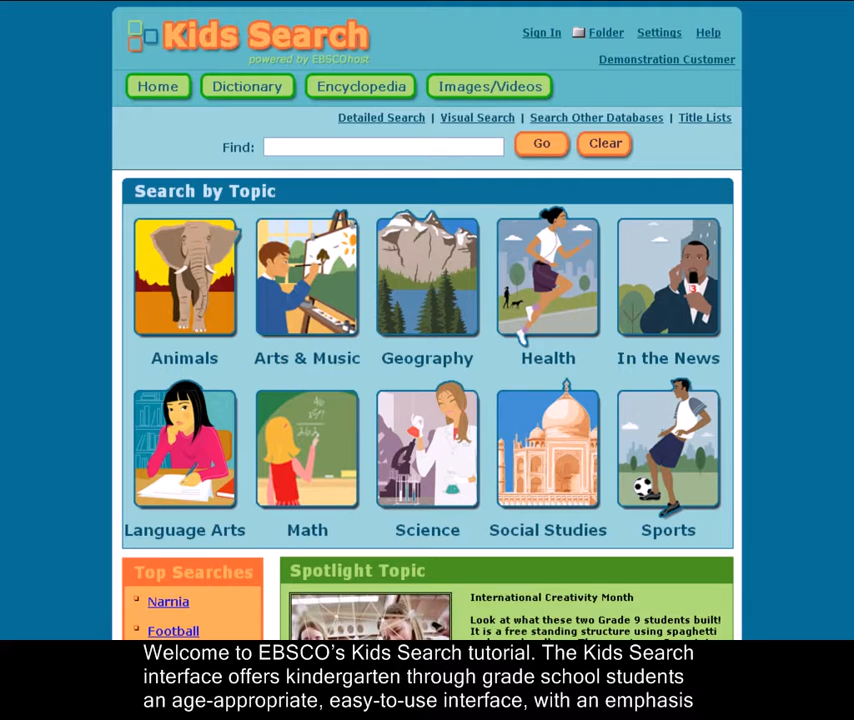 Kids Search
powered by EBSCOhost
Sign In Folder Settings Help
Demonstration Customer
Home Dictionary Encyclopedia Images/Videos
Detailed Search | Visual Search | Search Other Databases | Title Lists
Find: Go Clear
Search by Topic
3
Animals Arts & Music Geography Health In the News
Language Arts Math Science Social Studies Sports
Top Searches
Narnia
Football
Spotlight Topic
International Creativity Month
Look at what these two Grade 9 students built!
It is a free standing structure using spaghetti
Welcome to EBSCO's Kids Search tutorial. The Kids Search
interface offers kindergarten through grade school students
an age-appropriate, easy-to-use interface, with an emphasis